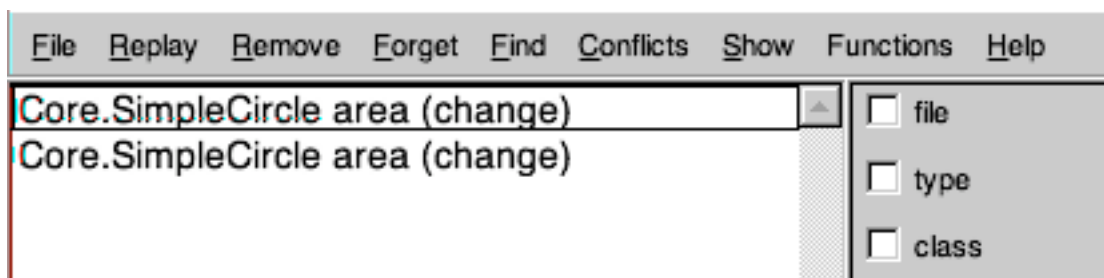 File Replay Remove Forget Find Conflicts Show Functions Help
Core.SimpleCircle area (change)
Core.SimpleCircle area (change)
file
type
class